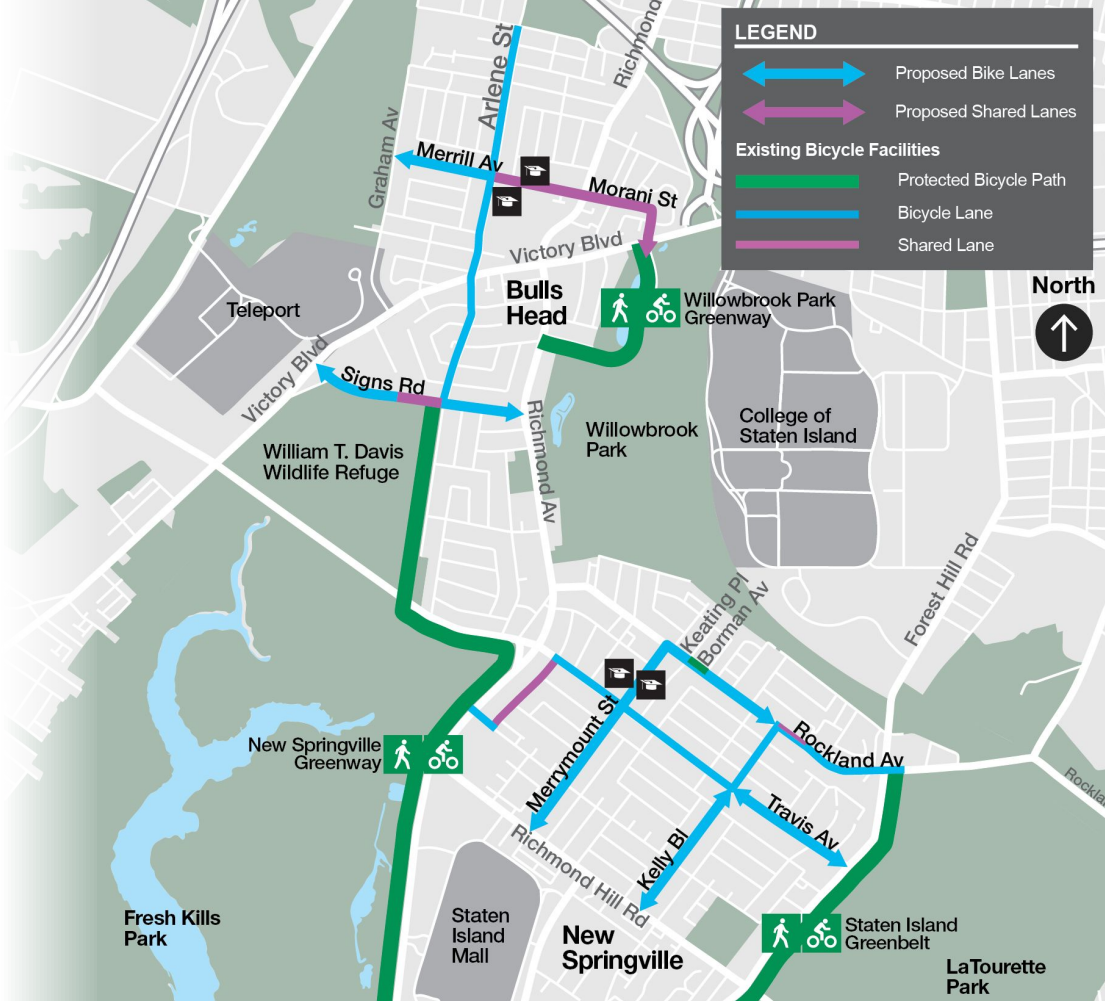 LEGEND
Proposed Bike Lanes
Proposed Shared Lanes
Existing Bicycle Facilities
Protected Bicycle Path
Bicycle Lane
Shared Lane
North
Arlene St
Richmond
Graham Av
Merrill Av
Morani St
Victory Blvd
Bulls
Head
Willowbrook Park
Greenway
Teleport
Victory Blvd
Signs Rd
Richmond Av
Willowbrook
Park
College of
Staten Island
William T. Davis
Wildlife Refuge
Forest Hill Rd
Keating Pl
Borman Av
New Springville
Greenway
Merrymount St
Rockland Av
Rockland
Travis Av
Kelly Bl
Richmond Hill Rd
Fresh Kills
Park
Staten
Island
Mall
New
Springville
Staten Island
Greenbelt
LaTourette
Park